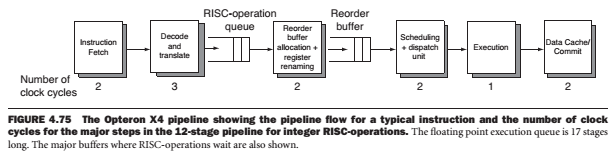 RISC-operation
queue
Reorder
buffer
Instruction
Fetch
Decode
and
translate
Reorder
buffer
allocation +
register
renaming
Scheduling
+ dispatch
unit
Execution
Data Cache/
Commit
Number of
clock cycles
2
3
2
2
1
2
FIGURE 4.75 The Opteron X4 pipeline showing the pipeline flow for a typical instruction and the number of clock
cycles for the major steps in the 12-stage pipeline for integer RISC-operations. The floating point execution queue is 17 stages
long. The major buffers where RISC-operations wait are also shown.